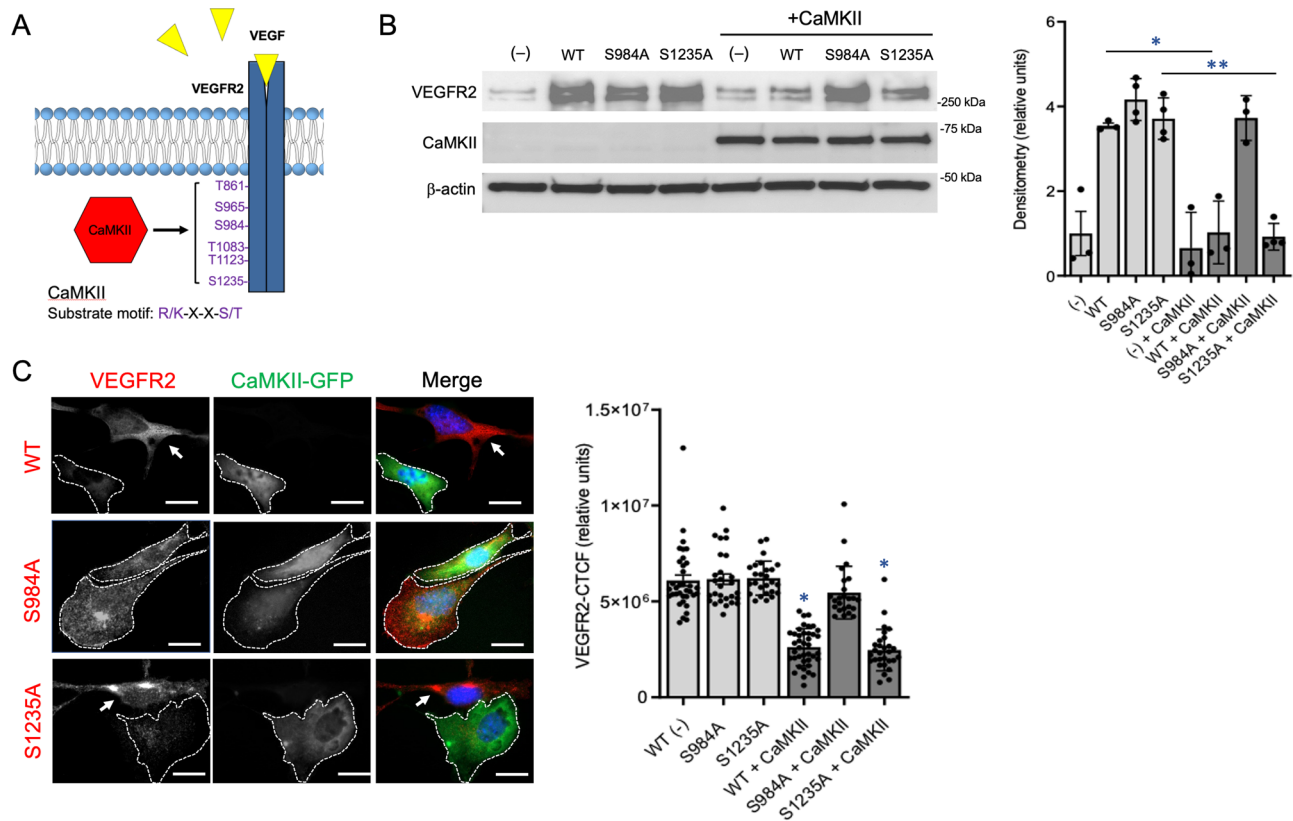 A
VEGF
VEGFR2
T861-
S965-
S984-
T1083-
T1123-
S1235-
CaMKII
CaMKII
Substrate motif: R/K-X-X-S/T
B
+CaMKII
(-) WT S984A S1235A (-) WT S984A S1235A
VEGFR2
-250 kDa
CaMKII
-75 kDa
β-actin
-50 kDa
Densitometry (relative units)
6
4
2
0
*
**
(-)
WT
S984A
S1235A
(-) + CaMKII
WT + CaMKII
S984A + CaMKII
S1235A + CaMKII
C
VEGFR2 CaMKII-GFP Merge
WT
S984A
S1235A
VEGFR2-CTCF (relative units)
1.5×10⁷
1×10⁷
5×10⁶
0
*
*
WT (-)
S984A
S1235A
WT + CaMKII
S984A + CaMKII
S1235A + CaMKII